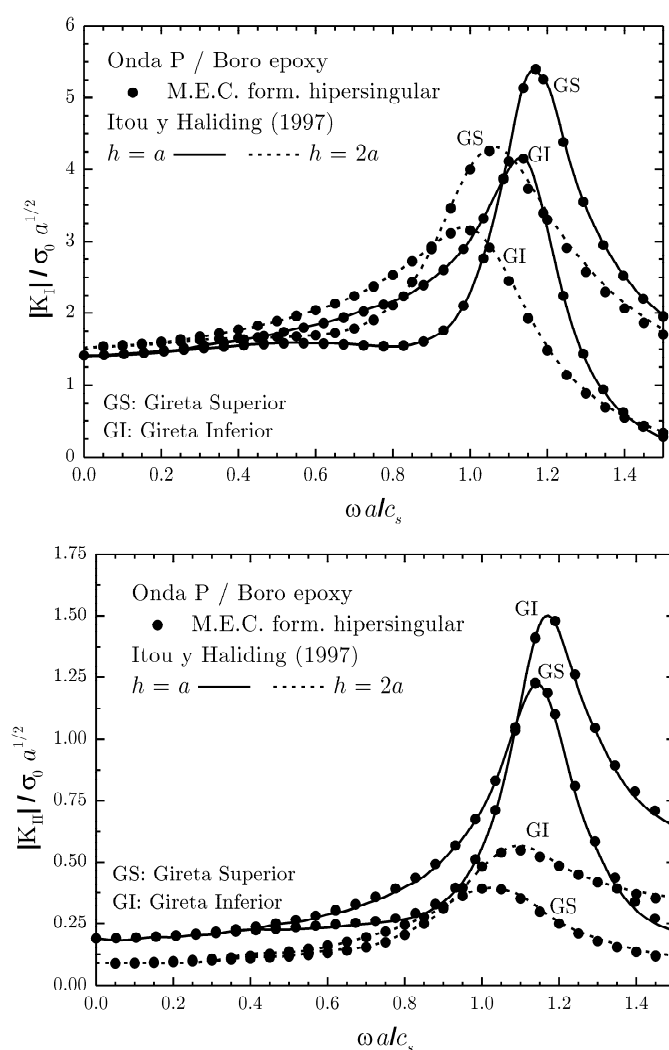 6
5
4
3
2
1
0
|K_I| / σ_0 a^{1/2}
Onda P / Boro epoxy
M.E.C. form. hipersingular
Itou y Haliding (1997)
h = a h = 2a
GS
GS
GI
GI
GS: Gireta Superior
GI: Gireta Inferior
0.0 0.2 0.4 0.6 0.8 1.0 1.2 1.4
ω a/c_s
1.75
1.50
1.25
1.00
0.75
0.50
0.25
0.00
|K_II| / σ_0 a^{1/2}
Onda P / Boro epoxy
M.E.C. form. hipersingular
Itou y Haliding (1997)
h = a h = 2a
GI
GS
GI
GS
GS: Gireta Superior
GI: Gireta Inferior
0.0 0.2 0.4 0.6 0.8 1.0 1.2 1.4
ω a/c_s